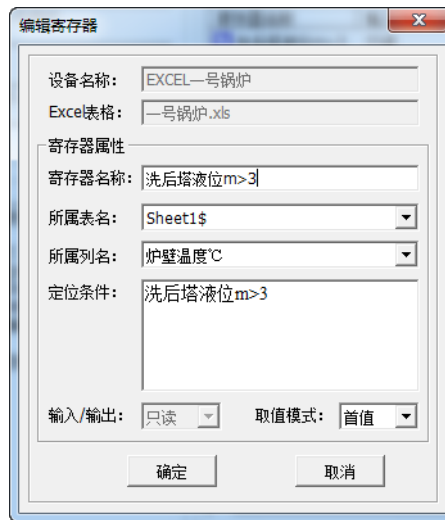 编辑寄存器
设备名称： EXCEL—号锅炉
Excel表格： 一号锅炉.xls
寄存器属性
寄存器名称： 洗后塔液位m>3
所属表名： Sheet1$
所属列名： 炉壁温度℃
定位条件： 洗后塔液位m>3
输入/输出： 只读 取值模式： 首值
确定 取消